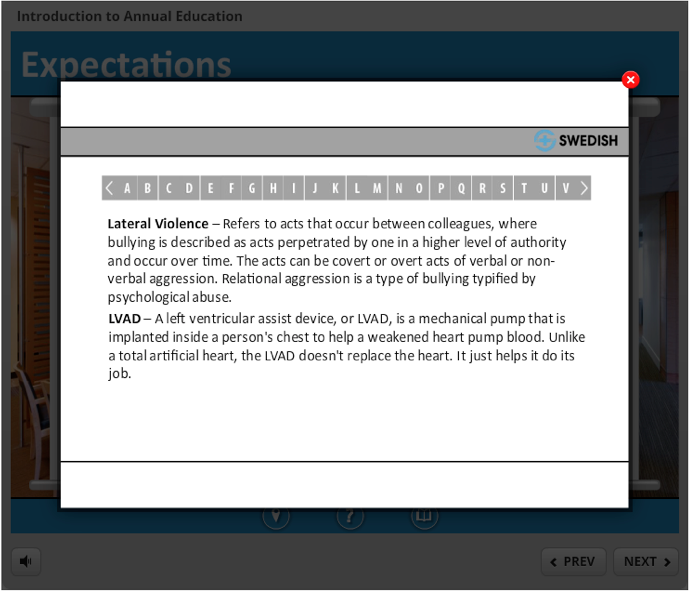 Introduction to Annual Education
Expectations
SWEDISH
A B C D E F G H I J K L M N O P Q R S T U V
Lateral Violence – Refers to acts that occur between colleagues, where
bullying is described as acts perpetrated by one in a higher level of authority
and occur over time. The acts can be covert or overt acts of verbal or non-
verbal aggression. Relational aggression is a type of bullying typified by
psychological abuse.
LVAD – A left ventricular assist device, or LVAD, is a mechanical pump that is
implanted inside a person's chest to help a weakened heart pump blood. Unlike
a total artificial heart, the LVAD doesn't replace the heart. It just helps it do its
job.
?
PREV NEXT